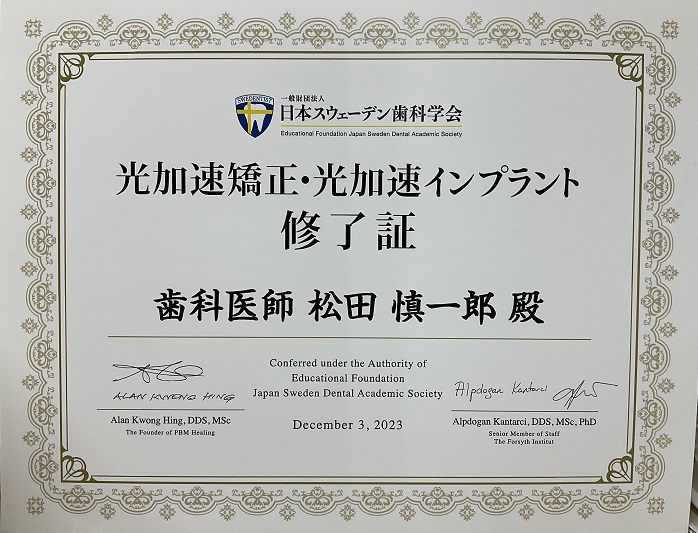 SWEDENTIST
一般財団法人
日本スウェーデン歯科学会
Educational Foundation Japan Sweden Dental Academic Society
光加速矯正・光加速インプラント
修了証
歯科医師 松田 慎一郎 殿
Conferred under the Authority of
Educational Foundation
Japan Sweden Dental Academic Society
December 3, 2023
ALAN KWONG HING
Alan Kwong Hing, DDS, MSc
The Founder of PBM Healing
Alpdogan Kantarci
Alpdogan Kantarci, DDS, MSc, PhD
Senior Member of Staff
The Forsyth Institut